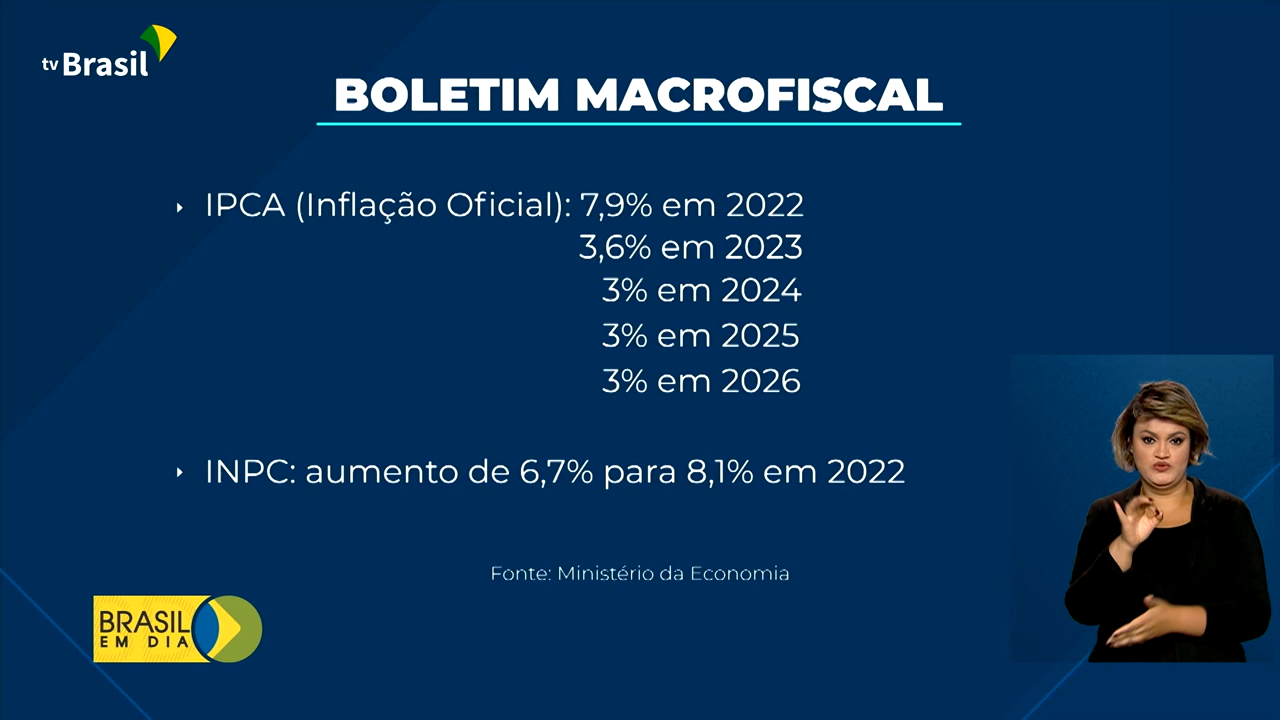 tv Brasil
BOLETIM MACROFISCAL
IPCA (Inflação Oficial): 7,9% em 2022
3,6% em 2023
3% em 2024
3% em 2025
3% em 2026
INPC: aumento de 6,7% para 8,1% em 2022
Fonte: Ministério da Economia
BRASIL
EM DIA